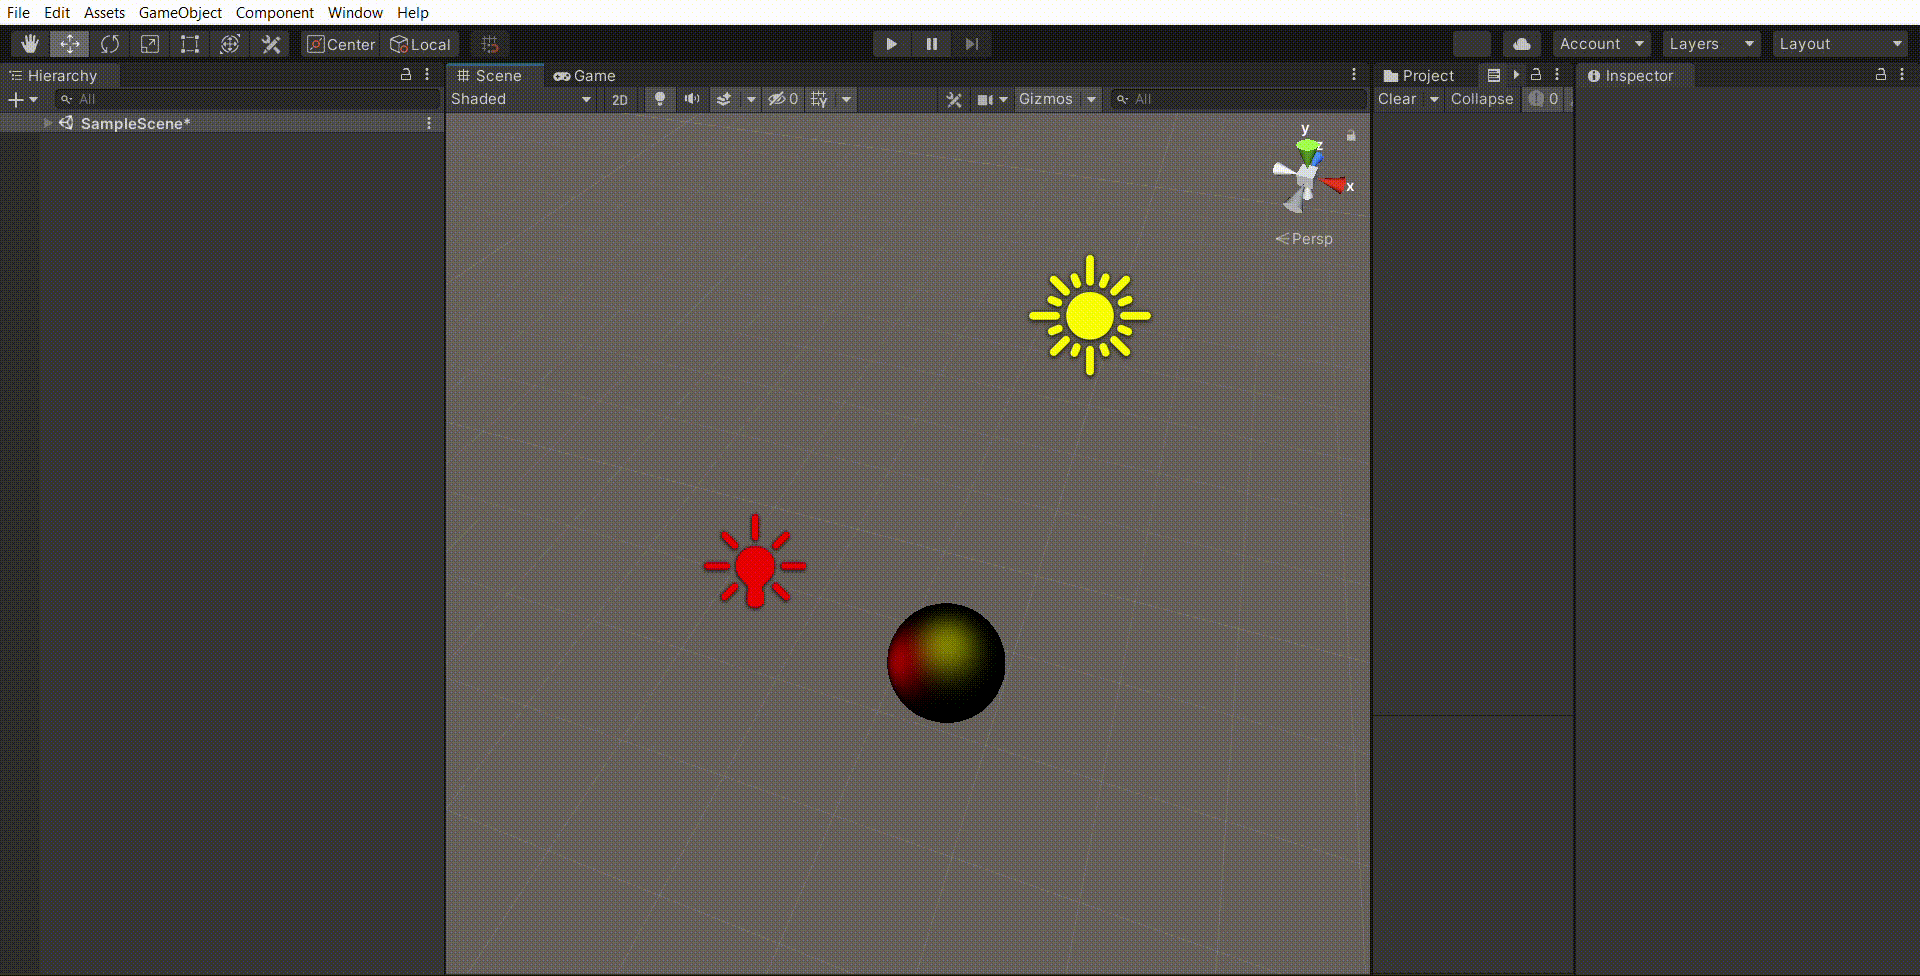 File Edit Assets GameObject Component Window Help
Center Local Account Layers Layout
Hierarchy Scene Game Project Inspector
All Shaded 2D 0 Gizmos All Clear Collapse 0
SampleScene*
y
z
x
Persp